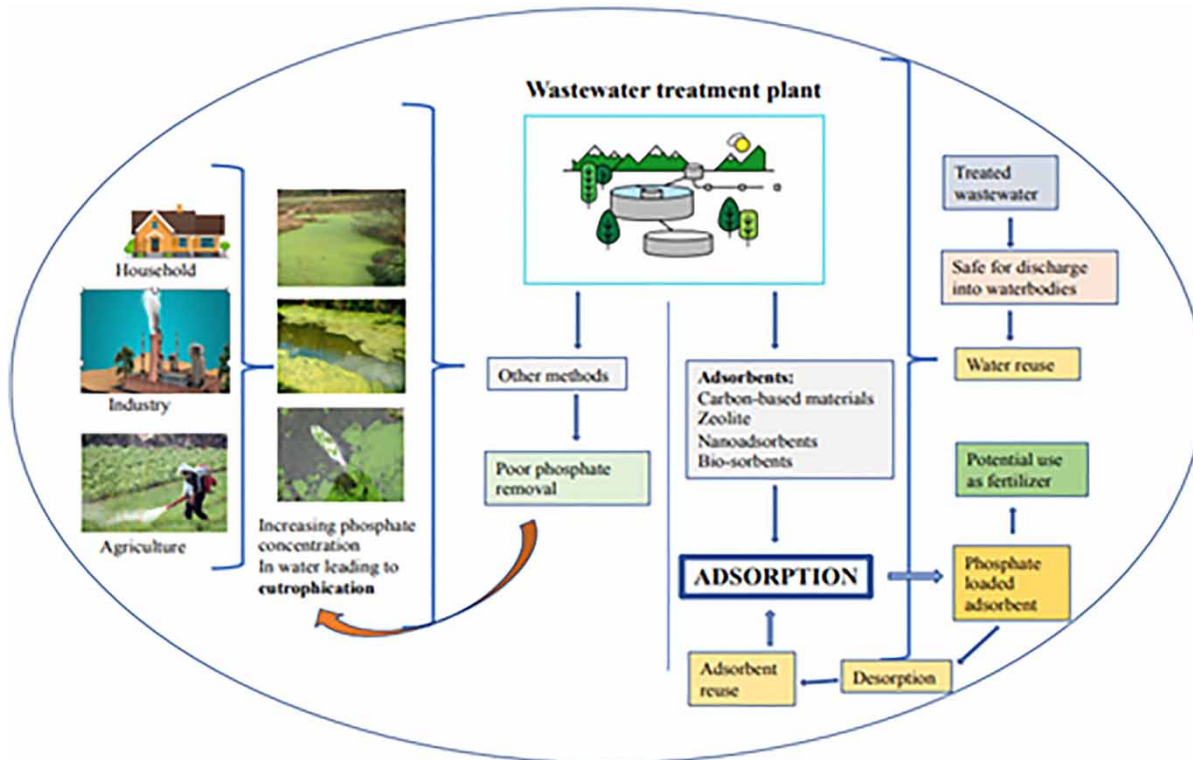 Wastewater treatment plant
Household
Industry
Agriculture
Increasing phosphate
concentration
In water leading to
eutrophication
Other methods
Poor phosphate
removal
Adsorbents:
Carbon-based materials
Zeolite
Nanoadsorbents
Bio-sorbents
ADSORPTION
Adsorbent
reuse
Desorption
Phosphate
loaded
adsorbent
Potential use
as fertilizer
Treated
wastewater
Safe for discharge
into waterbodies
Water reuse